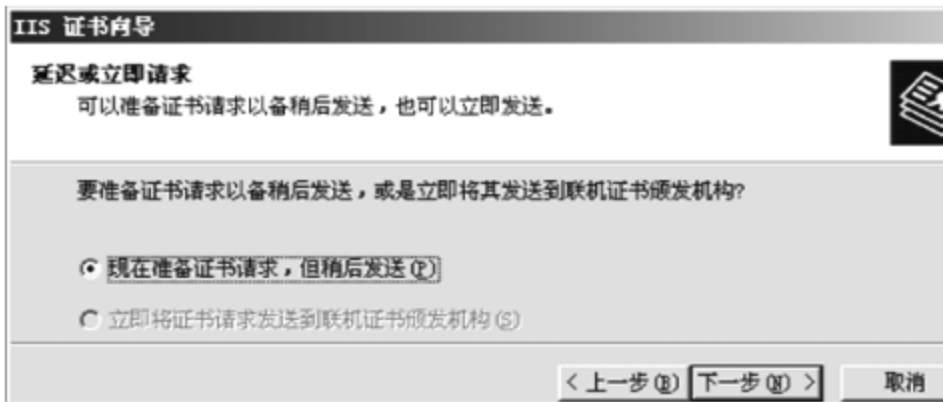 IIS 证书向导
延迟或立即请求
可以准备证书请求以备稍后发送，也可以立即发送。
要准备证书请求以备稍后发送，或是立即将其发送到联机证书颁发机构?
现在准备证书请求，但稍后发送(P)
立即将证书请求发送到联机证书颁发机构(S)
< 上一步(B) 下一步(N) > 取消